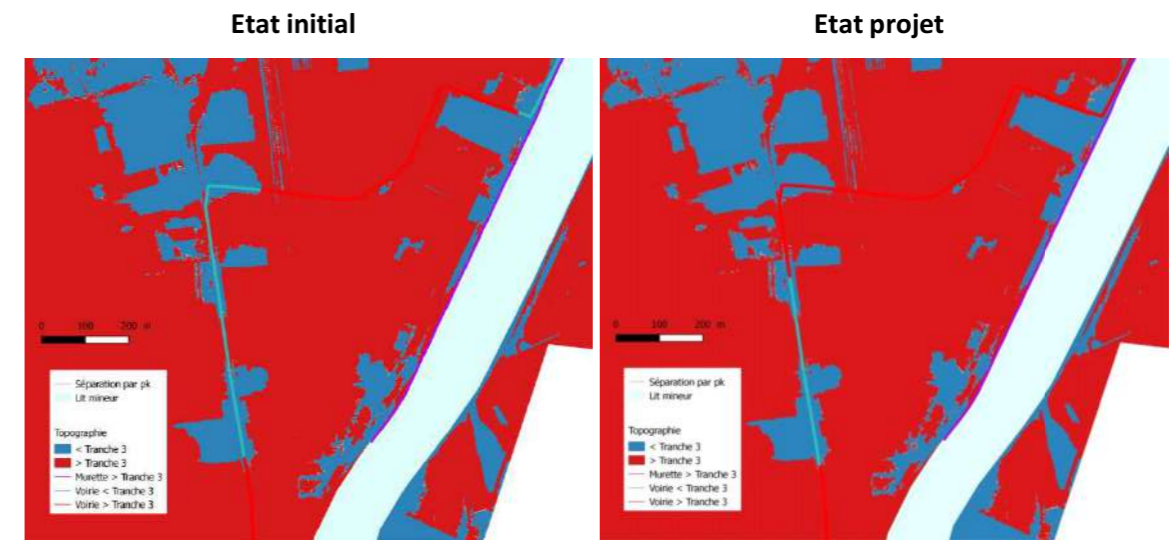 Etat initial
Etat projet
0 100 200 m
Séparation par pk
Lit mineur
Topographie
< Tranche 3
> Tranche 3
Murette > Tranche 3
Voirie < Tranche 3
Voirie > Tranche 3
0 100 200 m
Séparation par pk
Lit mineur
Topographie
< Tranche 3
> Tranche 3
Murette > Tranche 3
Voirie < Tranche 3
Voirie > Tranche 3